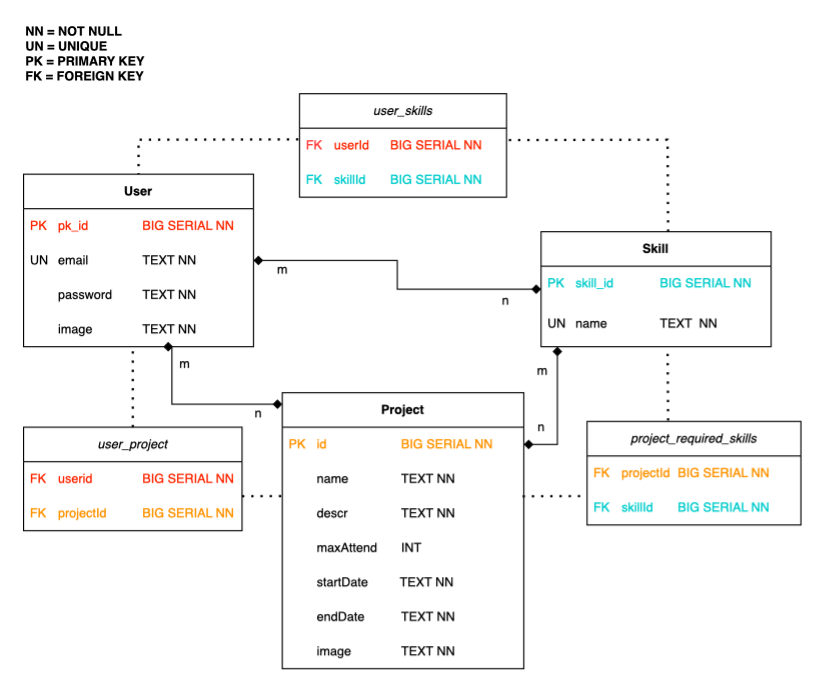 NN = NOT NULL
UN = UNIQUE
PK = PRIMARY KEY
FK = FOREIGN KEY
user_skills
FK userId BIG SERIAL NN
FK skillId BIG SERIAL NN
User
PK pk_id BIG SERIAL NN
UN email TEXT NN
password TEXT NN
image TEXT NN
Skill
PK skill_id BIG SERIAL NN
UN name TEXT NN
m
n
m
n
m
n
Project
PK id BIG SERIAL NN
name TEXT NN
descr TEXT NN
maxAttend INT
startDate TEXT NN
endDate TEXT NN
image TEXT NN
user_project
FK userid BIG SERIAL NN
FK projectId BIG SERIAL NN
project_required_skills
FK projectId BIG SERIAL NN
FK skillId BIG SERIAL NN